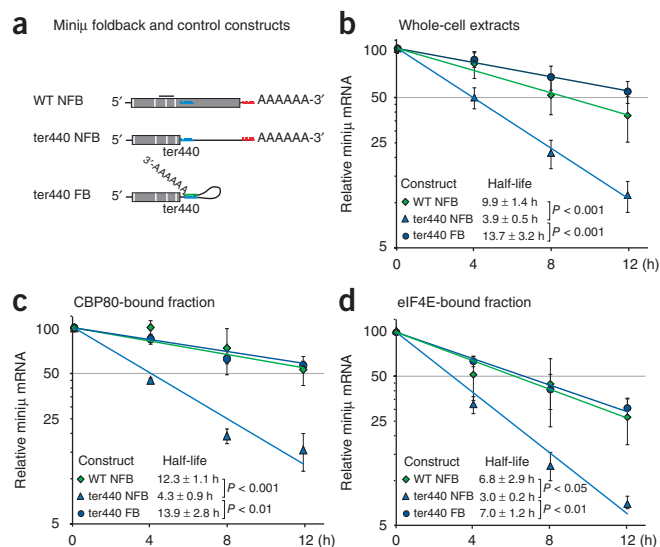 a Miniμ foldback and control constructs
WT NFB 5′ AAAAAA-3′
ter440 NFB 5′ AAAAAA-3′
ter440
3′-AAAAAA
ter440 FB 5′
ter440
b Whole-cell extracts
Relative miniμ mRNA
100
50
25
5
Construct Half-life
WT NFB 9.9 ± 1.4 h
ter440 NFB 3.9 ± 0.5 h
ter440 FB 13.7 ± 3.2 h
P < 0.001
P < 0.001
0 4 8 12 (h)
c CBP80-bound fraction
Relative miniμ mRNA
100
50
25
5
Construct Half-life
WT NFB 12.3 ± 1.1 h
ter440 NFB 4.3 ± 0.9 h
ter440 FB 13.9 ± 2.8 h
P < 0.001
P < 0.01
0 4 8 12 (h)
d eIF4E-bound fraction
Relative miniμ mRNA
100
50
25
5
Construct Half-life
WT NFB 6.8 ± 2.9 h
ter440 NFB 3.0 ± 0.2 h
ter440 FB 7.0 ± 1.2 h
P < 0.05
P < 0.01
0 4 8 12 (h)